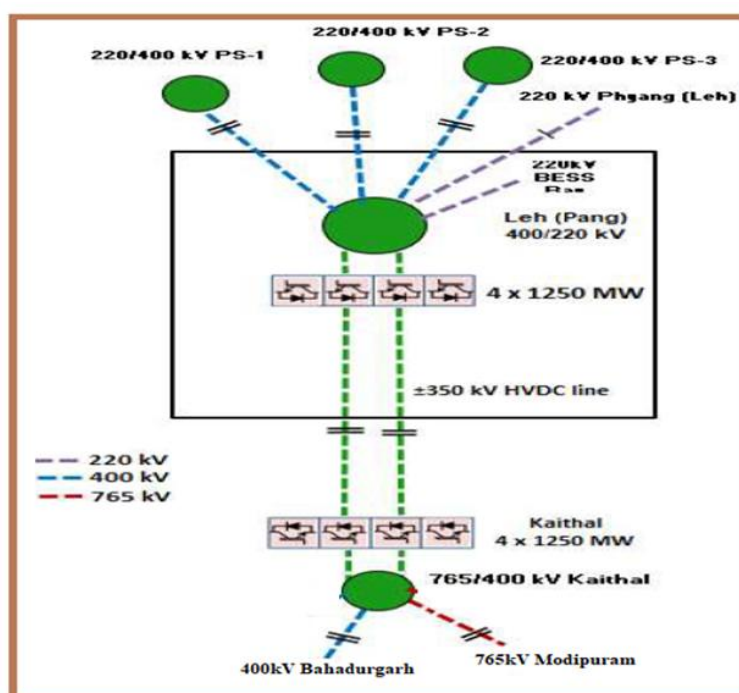 220/400 kV PS-2
220/400 kV PS-1
220/400 kV PS-3
220 kV Phyang (Leh)
220kV
BESS
Leh (Pang)
400/220 kV
4 x 1250 MW
±350 kV HVDC line
220 kV
400 kV
765 kV
Kaithal
4 x 1250 MW
765/400 kV Kaithal
400kV Bahadurgarh
765kV Modipuram